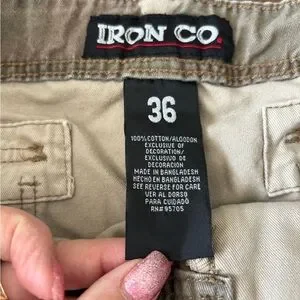 IRON CO.
36
100% COTTON/ALGODON
EXCLUSIVE OF
DECORATION/
EXCLUSIVO DE
DECORACION
MADE IN BANGLADESH
HECHO EN BANGLADESH
SEE REVERSE FOR CARE
VER AL DORSO
PARA CUIDADO
RN# 95705